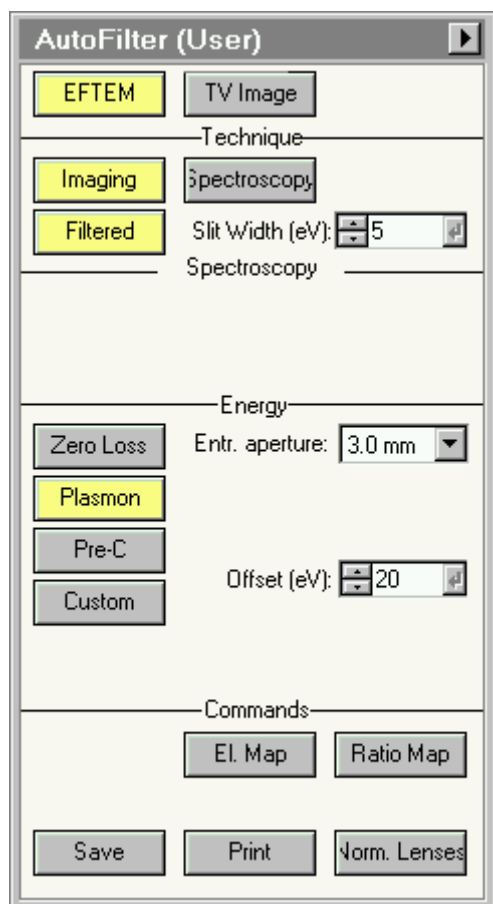 AutoFilter (User)
EFTEM TV Image
Technique
Imaging Spectroscopy
Filtered Slit Width (eV): 5
Spectroscopy
Energy
Zero Loss Entr. aperture: 3.0 mm
Plasmon
Pre-C
Offset (eV): 20
Custom
Commands
El. Map Ratio Map
Save Print Norm. Lenses